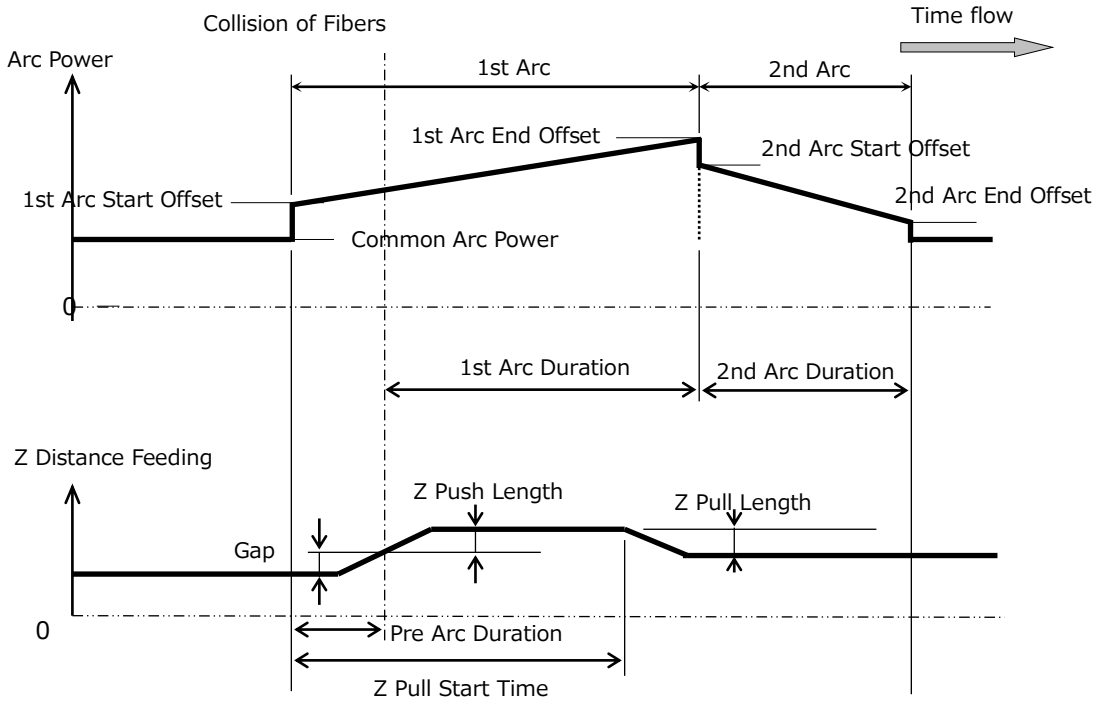 Time flow
Collision of Fibers
Arc Power
1st Arc
2nd Arc
1st Arc End Offset
2nd Arc Start Offset
1st Arc Start Offset
2nd Arc End Offset
Common Arc Power
0
1st Arc Duration
2nd Arc Duration
Z Distance Feeding
Z Push Length
Z Pull Length
Gap
0
Pre Arc Duration
Z Pull Start Time